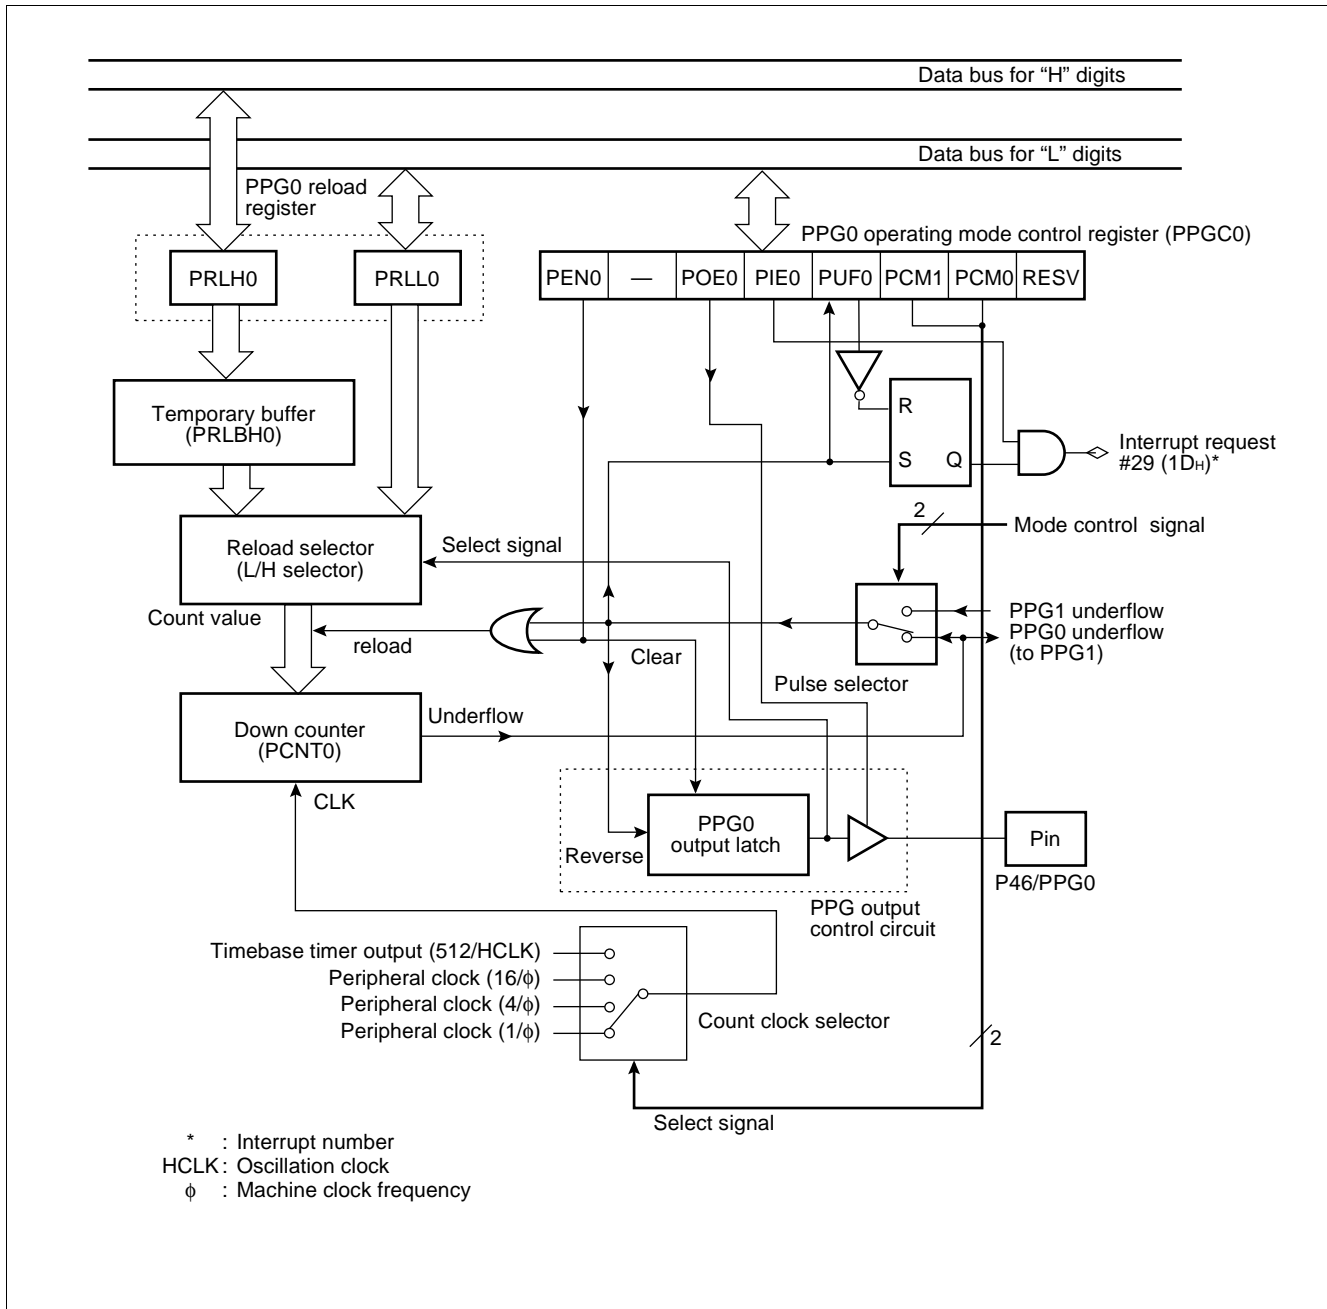 Data bus for “H” digits
Data bus for “L” digits
PPG0 reload
register
PPG0 operating mode control register (PPGC0)
PRLH0
PRLL0
PEN0 — POE0 PIE0 PUF0 PCM1 PCM0 RESV
Temporary buffer
(PRLBH0)
R
S Q
Interrupt request
#29 (1DH)*
2
Mode control signal
Reload selector
(L/H selector)
Select signal
Count value
reload
Clear
PPG1 underflow
PPG0 underflow
(to PPG1)
Pulse selector
Down counter
(PCNT0)
Underflow
CLK
PPG0
output latch
Reverse
Pin
P46/PPG0
PPG output
control circuit
Timebase timer output (512/HCLK)
Peripheral clock (16/ϕ)
Peripheral clock (4/ϕ)
Peripheral clock (1/ϕ)
Count clock selector
2
Select signal
* : Interrupt number
HCLK : Oscillation clock
ϕ : Machine clock frequency